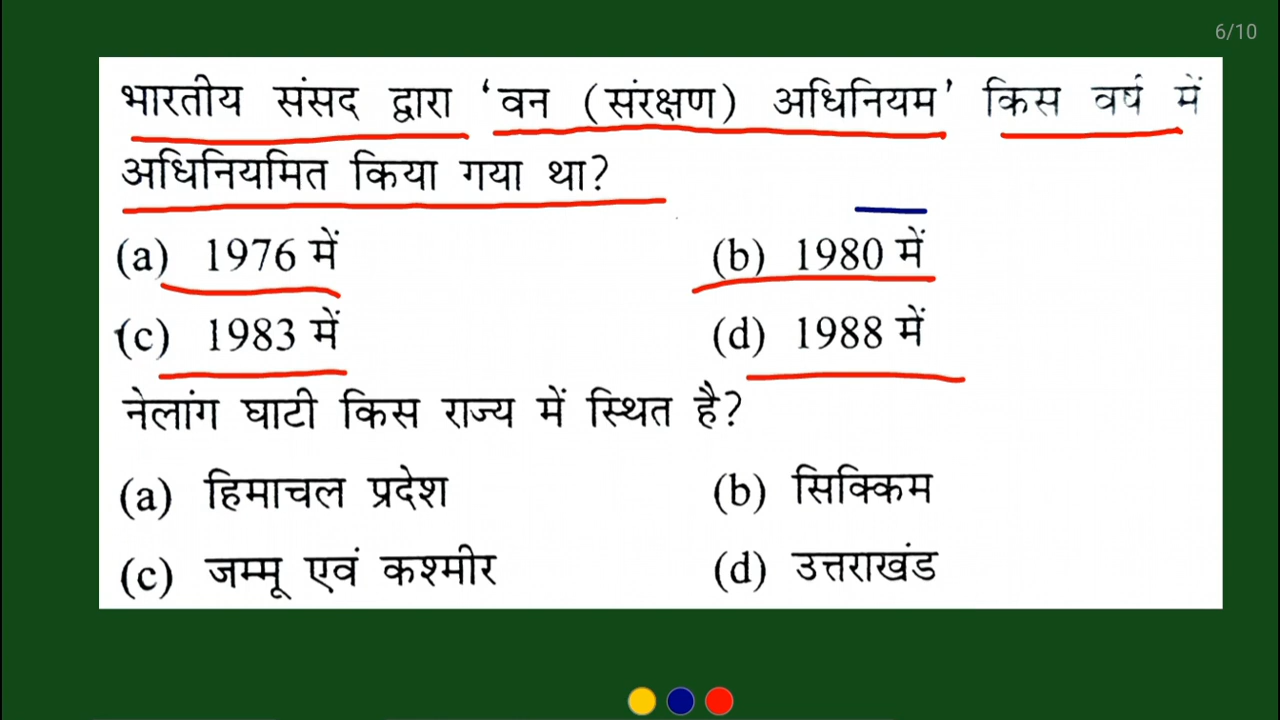 6/10
भारतीय संसद द्वारा ‘वन (संरक्षण) अधिनियम’ किस वर्ष में
अधिनियमित किया गया था?
(a) 1976 में (b) 1980 में
(c) 1983 में (d) 1988 में
नेलांग घाटी किस राज्य में स्थित है?
(a) हिमाचल प्रदेश (b) सिक्किम
(c) जम्मू एवं कश्मीर (d) उत्तराखंड